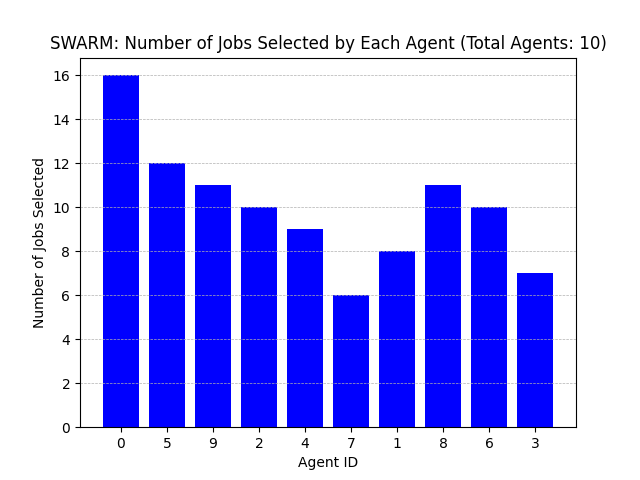 SWARM: Number of Jobs Selected by Each Agent (Total Agents: 10)
16
14
12
10
8
6
4
2
0
Number of Jobs Selected
0 5 9 2 4 7 1 8 6 3
Agent ID